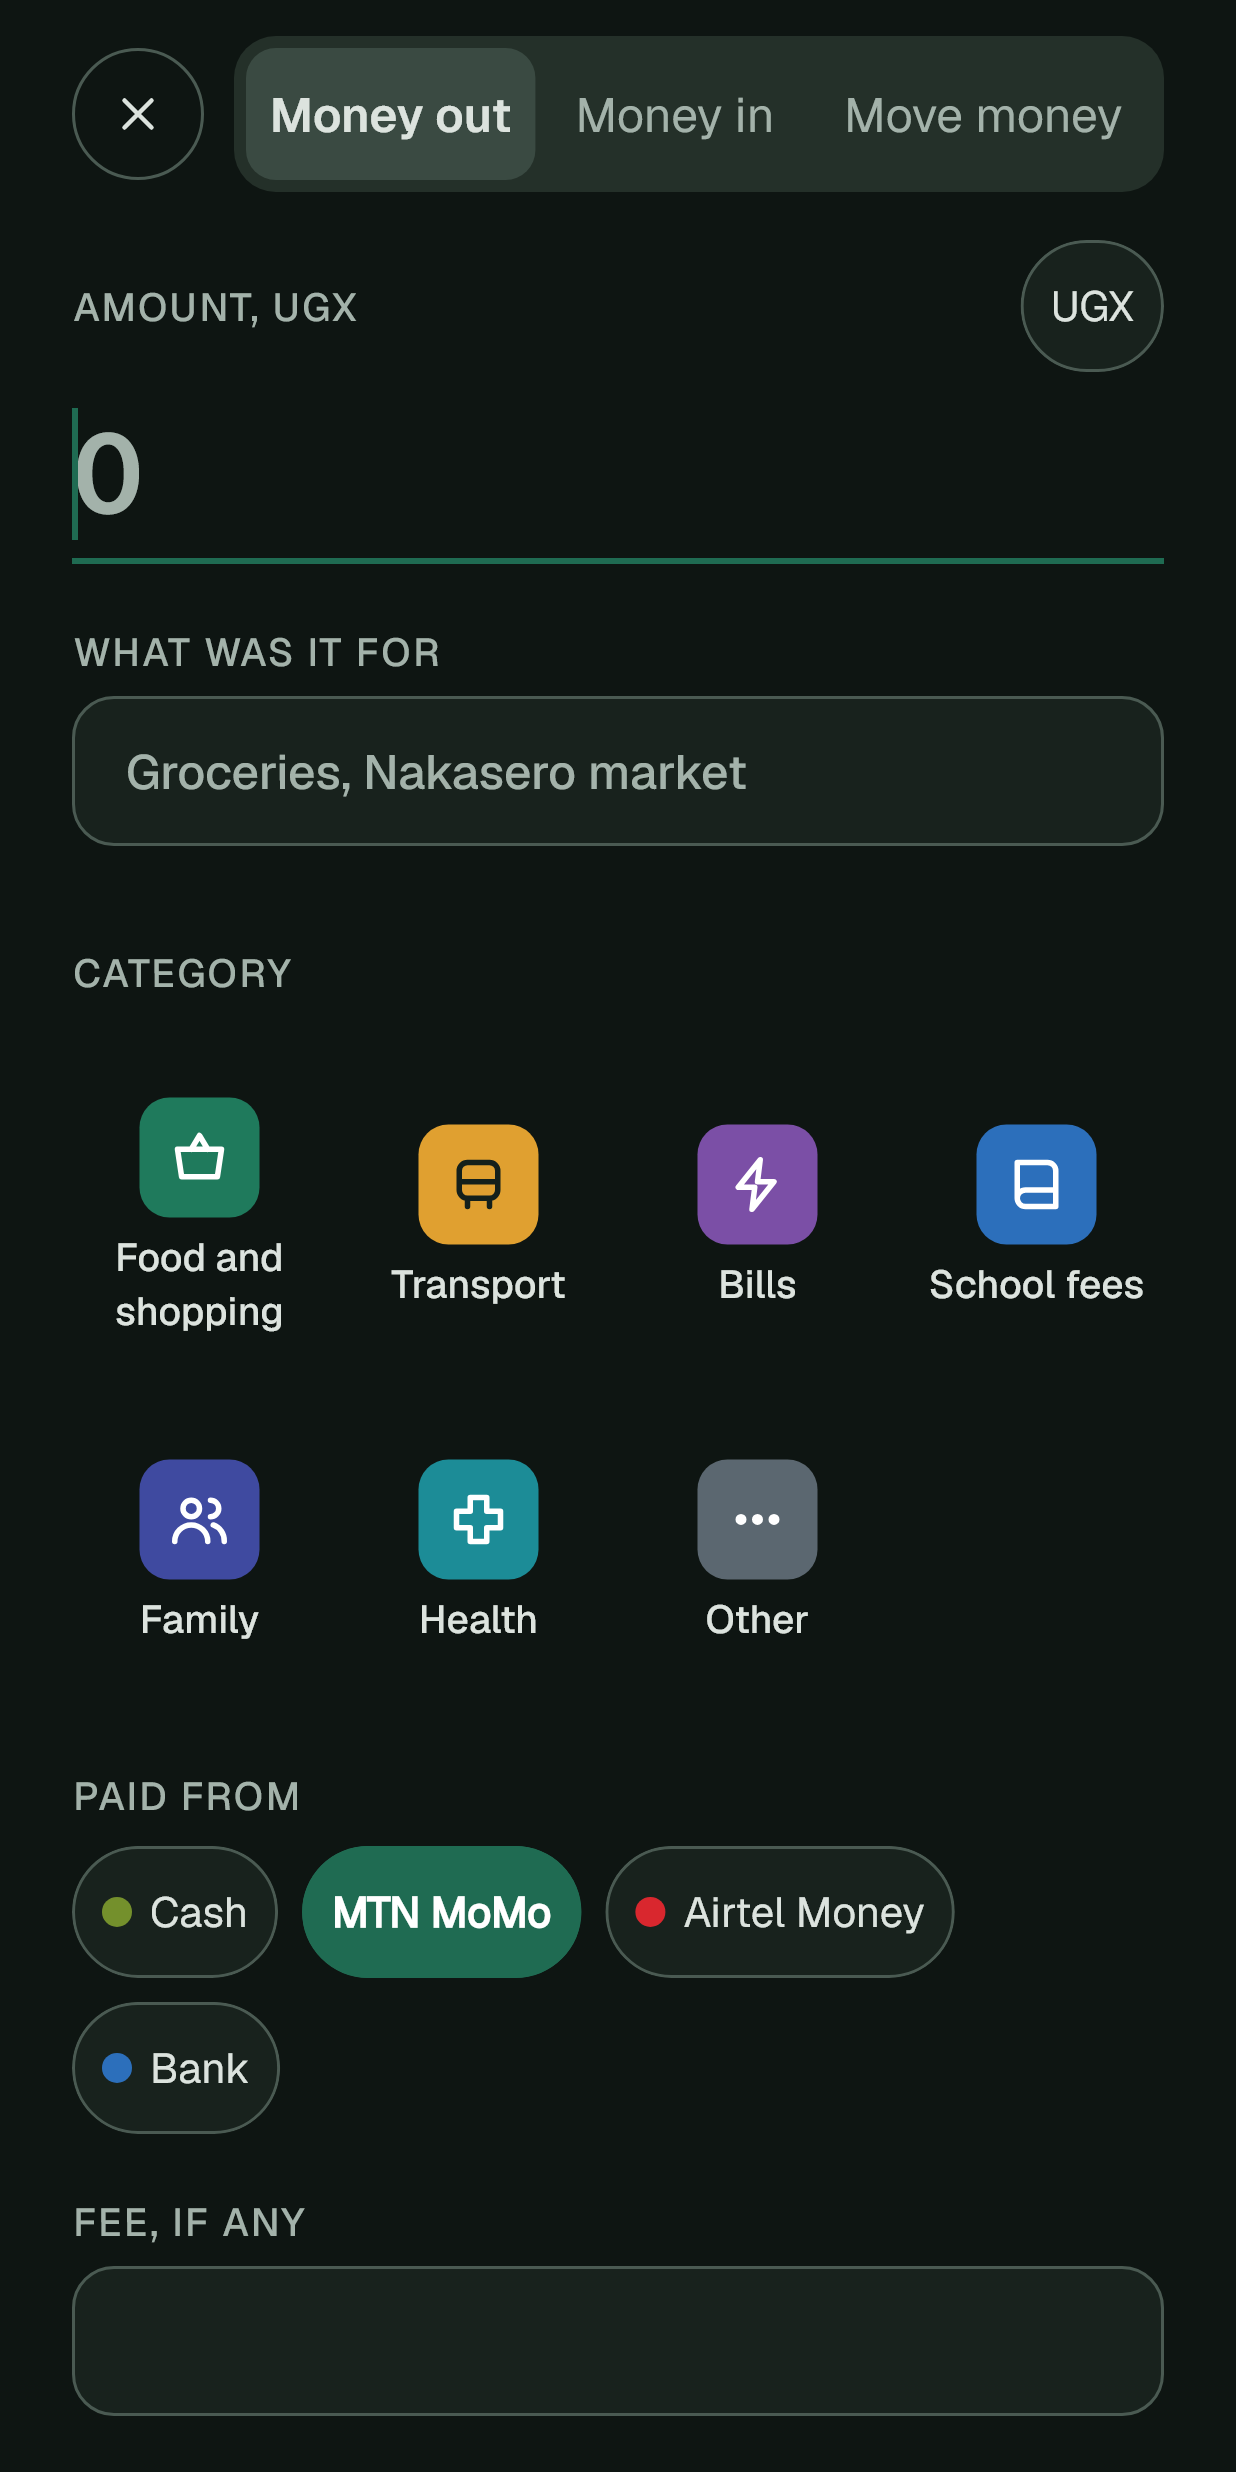 Money out
Money in
Move money
AMOUNT, UGX
UGX
0
WHAT WAS IT FOR
Groceries, Nakasero market
CATEGORY
Food and
shopping
Transport
Bills
School fees
Family
Health
Other
PAID FROM
Cash
MTN MoMo
Airtel Money
Bank
FEE, IF ANY